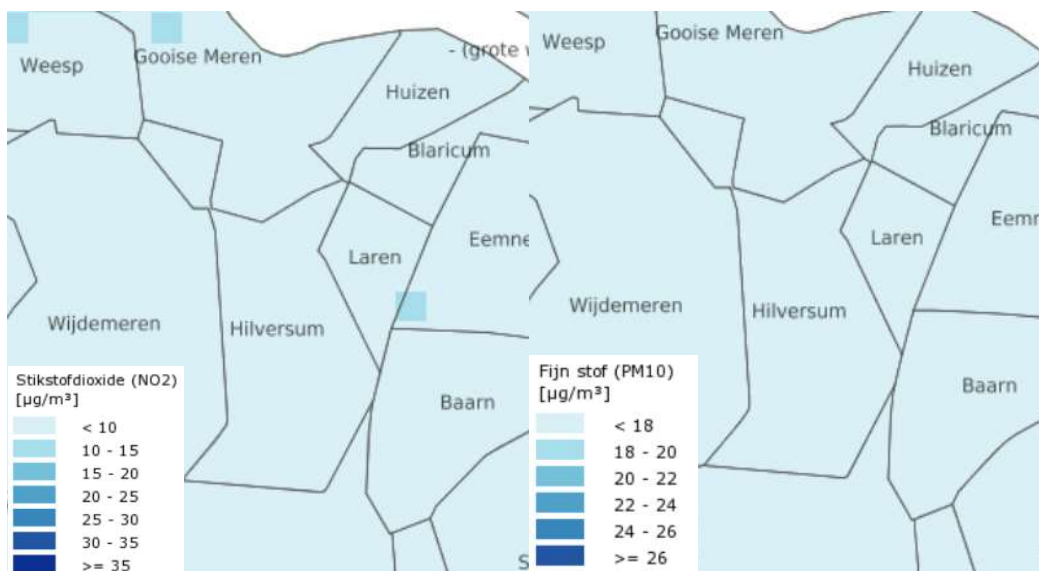 Weesp
Gooise Meren
- (grote w
Huizen
Blaricum
Eemne
Laren
Wijdemeren
Hilversum
Baarn
S
Stikstofdioxide (NO2)
[µg/m³]
< 10
10 - 15
15 - 20
20 - 25
25 - 30
30 - 35
>= 35
Gooise Meren
Weesp
Huizen
Blaricum
Eemn
Laren
Wijdemeren
Hilversum
Baarn
Fijn stof (PM10)
[µg/m³]
< 18
18 - 20
20 - 22
22 - 24
24 - 26
>= 26